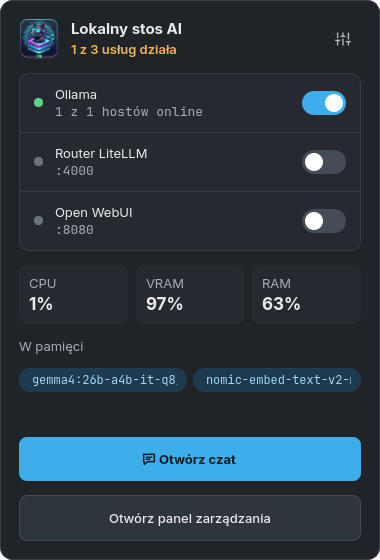 Lokalny stos AI
1 z 3 usług działa
Ollama
1 z 1 hostów online
Router LiteLLM
:4000
Open WebUI
:8080
CPU
1%
VRAM
97%
RAM
63%
W pamięci
gemma4:26b-a4b-it-q8
nomic-embed-text-v2-
Otwórz czat
Otwórz panel zarządzania